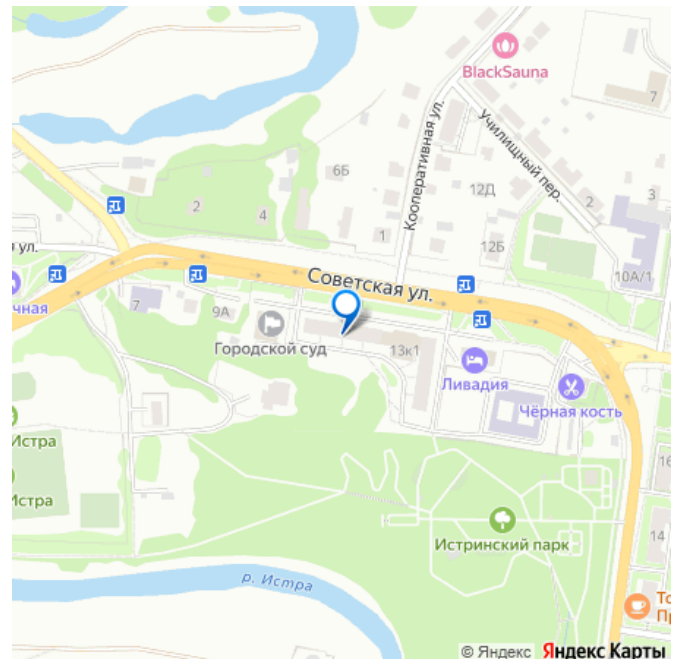 BlackSauna
7
Кооперативная ул.
Училищный пер.
6Б
12Д
2
3
2
4
1
12Б
10А/1
я ул.
Советская ул.
чная
7
9А
Городской суд
13к1
Ливадия
Чёрная кость
Истра
Истра
16
14
Истринский парк
р. Истра
То
Пр
© Яндекс Яндекс Карты